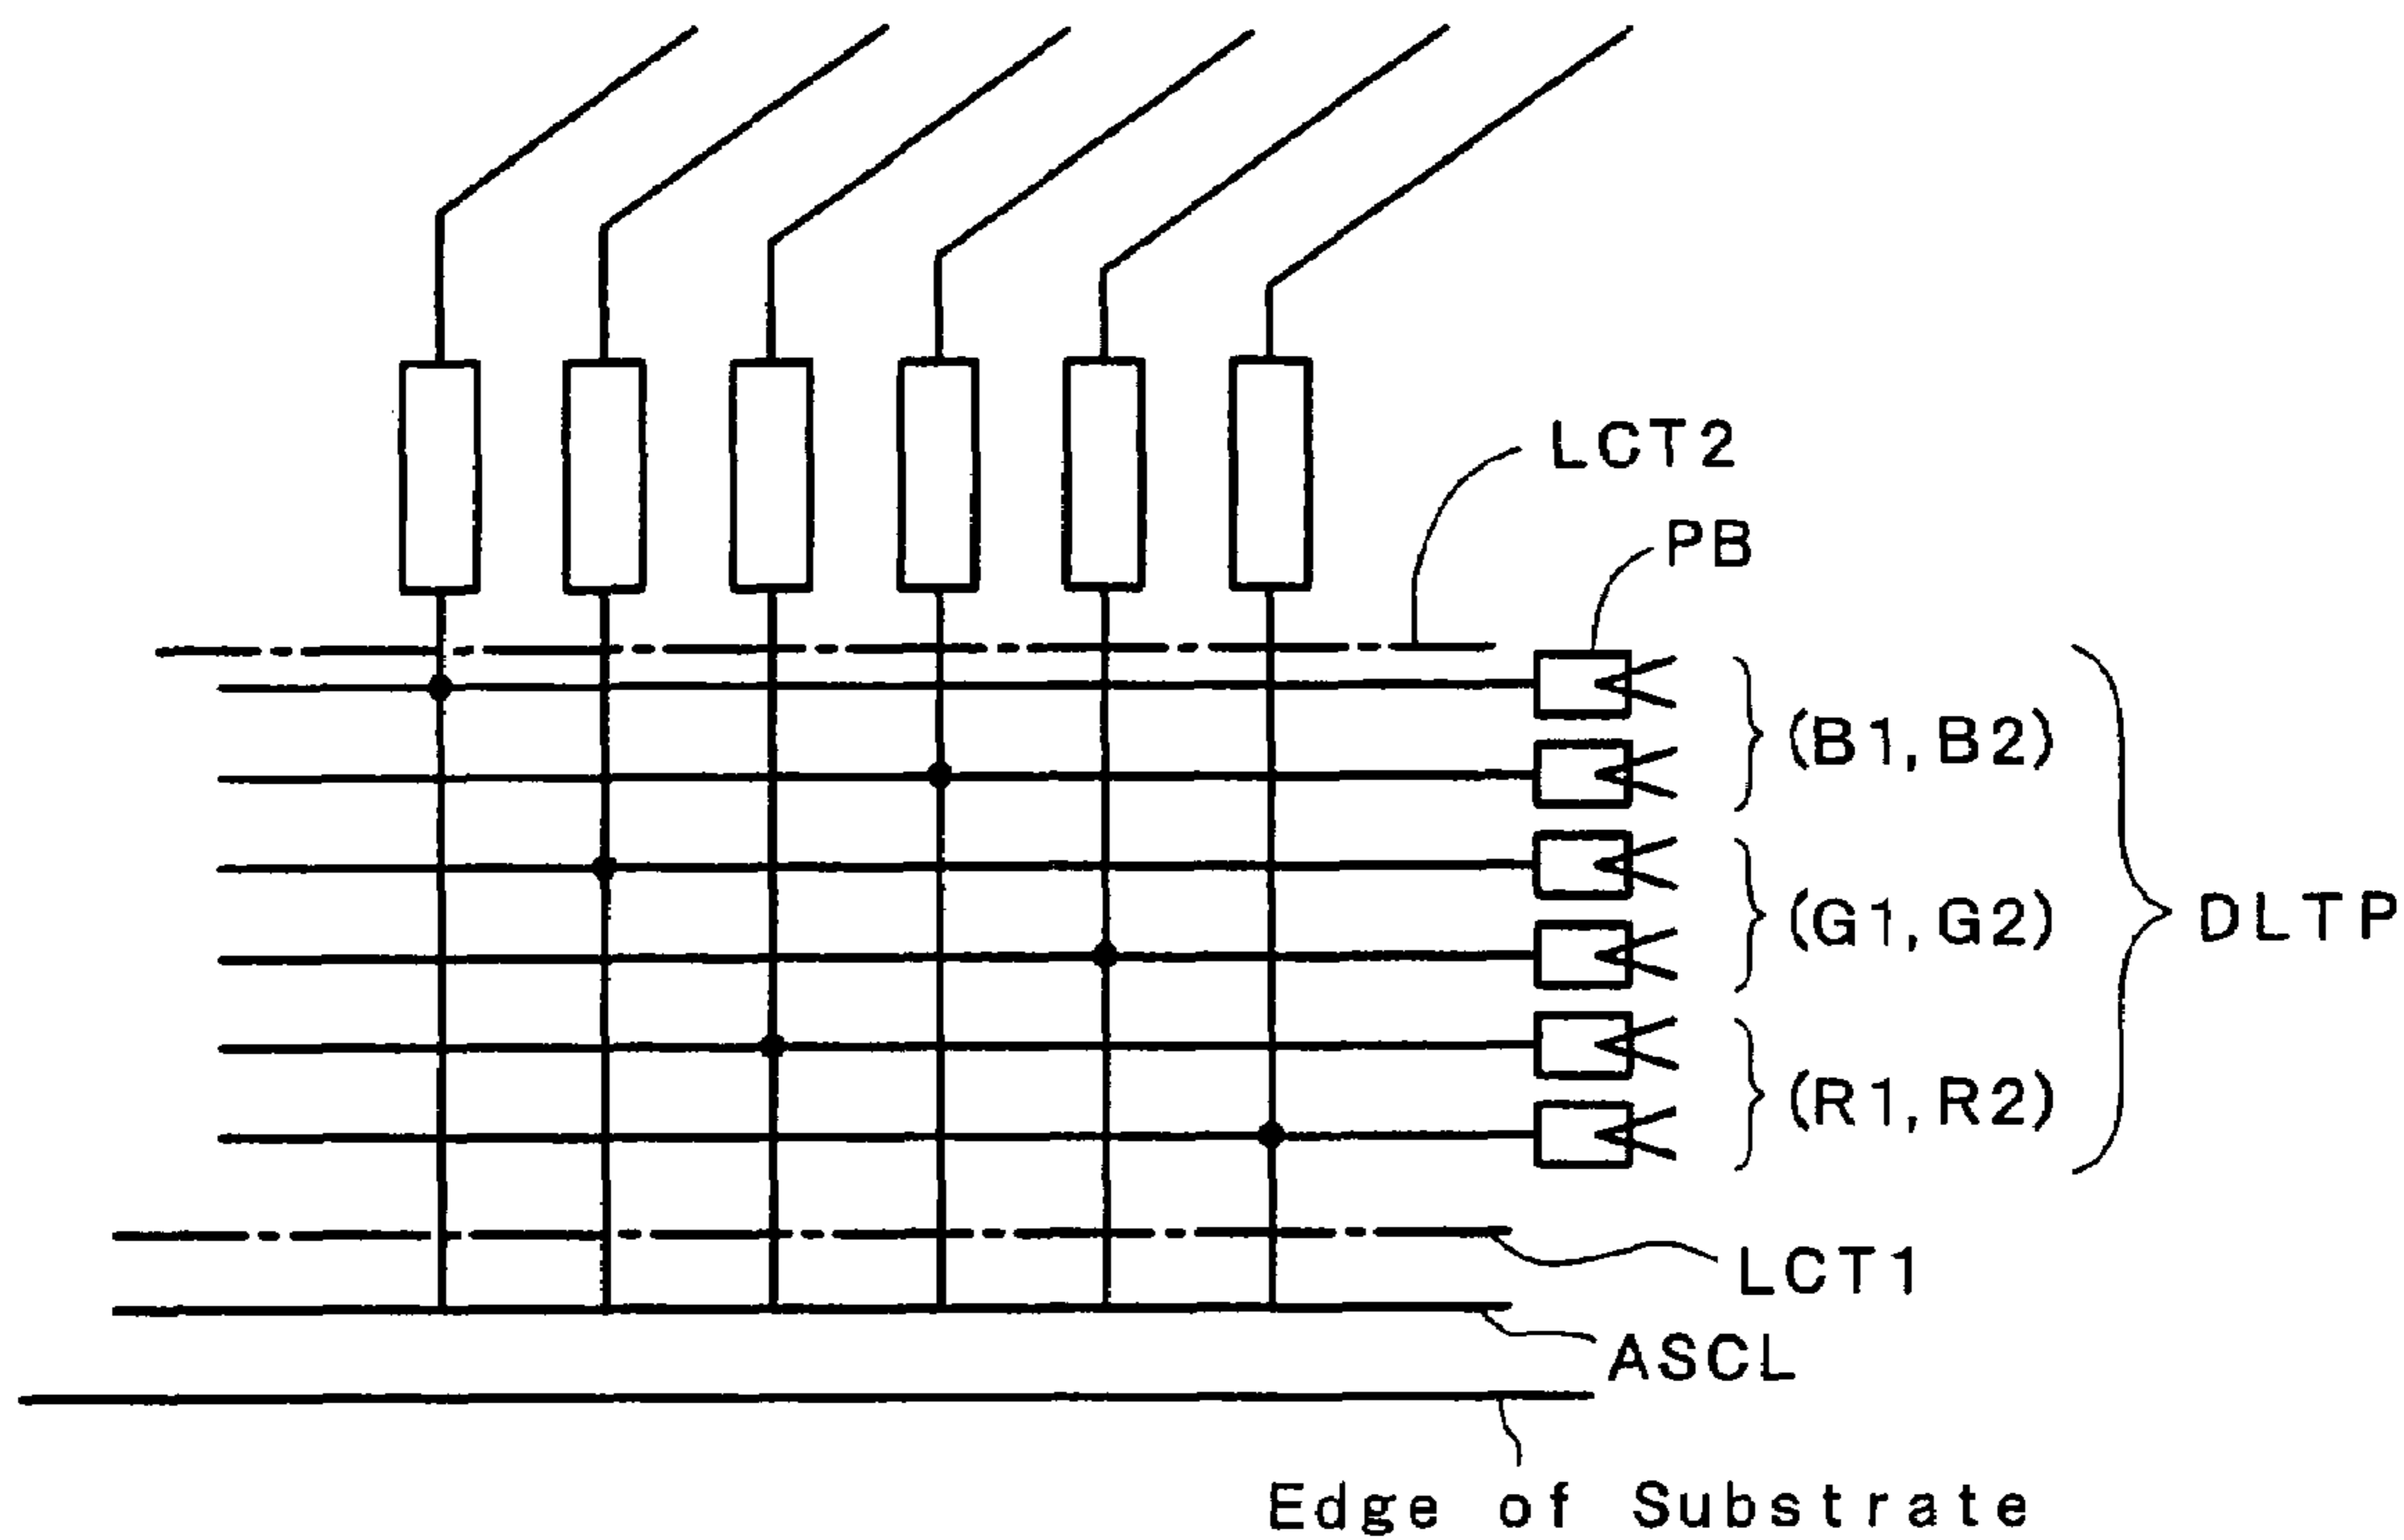 LCT2
PB
(B1,B2)
(G1,G2)
DLTP
(R1,R2)
LCT1
ASCL
Edge of Substrate